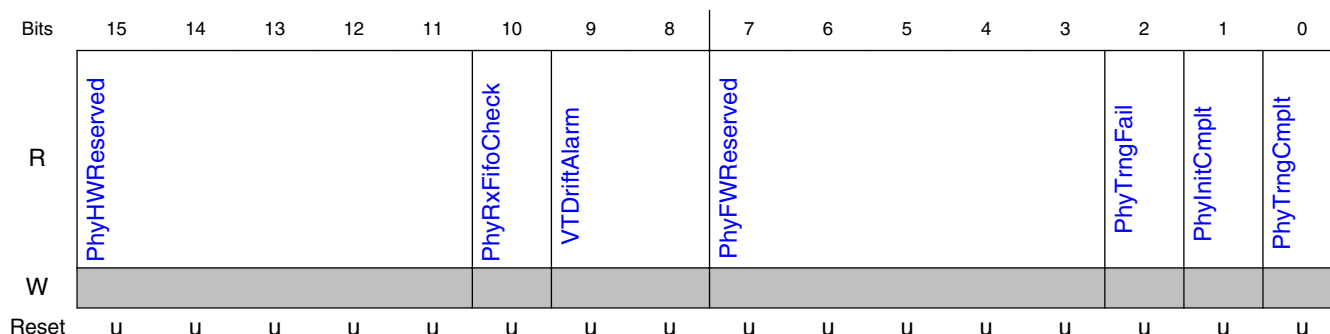 Bits 15 14 13 12 11 10 9 8 7 6 5 4 3 2 1 0
R PhyHWReserved PhyRxFifoCheck VTDriftAlarm PhyFWReserved PhyTrngFail PhyInitCmplt PhyTrngCmplt
W
Reset u u u u u u u u u u u u u u u u